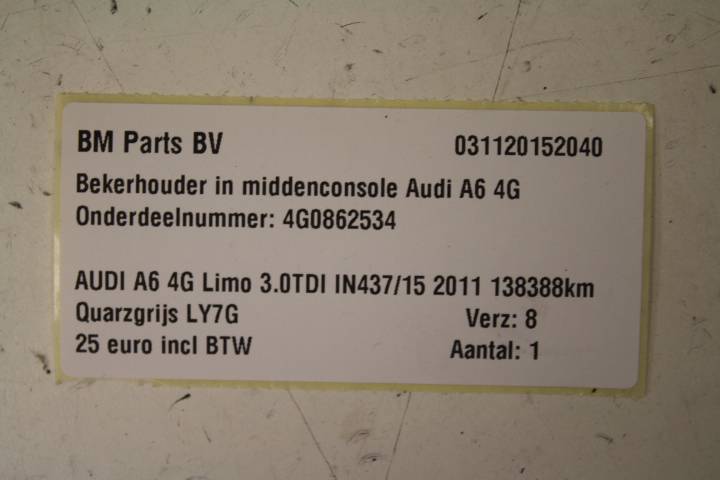 BM Parts BV 031120152040
Bekerhouder in middenconsole Audi A6 4G
Onderdeelnummer: 4G0862534
AUDI A6 4G Limo 3.0TDI IN437/15 2011 138388km
Quarzgrijs LY7G Verz: 8
25 euro incl BTW Aantal: 1